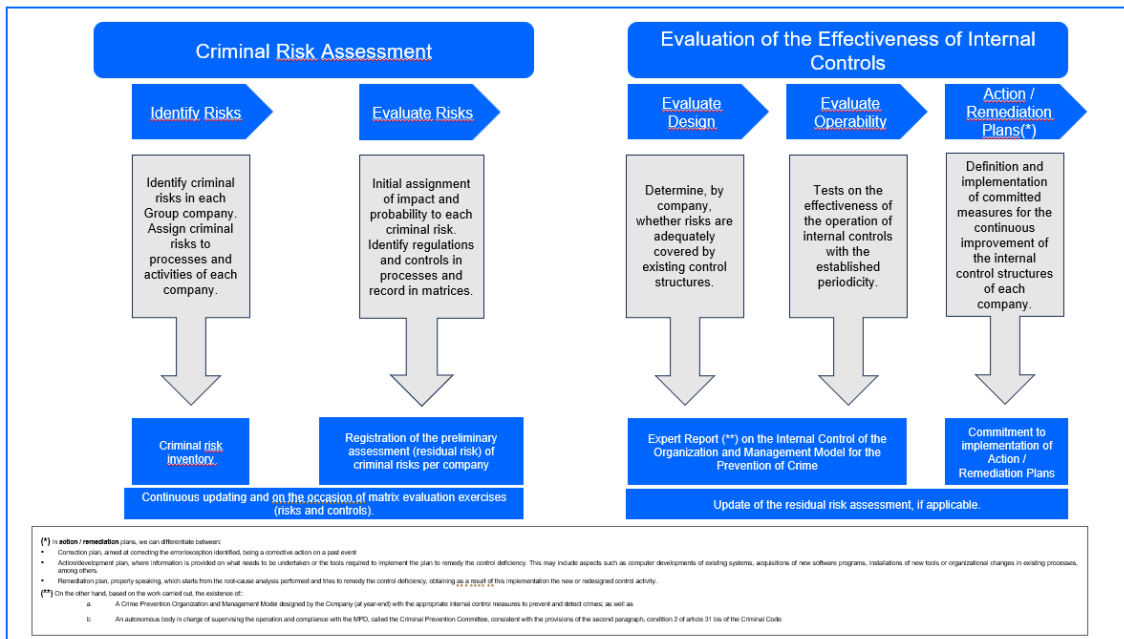 Criminal Risk Assessment
Evaluation of the Effectiveness of Internal
Controls
Identify Risks
Evaluate Risks
Evaluate
Design
Evaluate
Operability
Action /
Remediation
Plans(*)
Identify criminal
risks in each
Group company.
Assign criminal
risks to
processes and
activities of each
company.
Initial assignment
of impact and
probability to each
criminal risk.
Identify regulations
and controls in
processes and
record in matrices.
Determine, by
company,
whether risks are
adequately
covered by
existing control
structures.
Tests on the
effectiveness of
the operation of
internal controls
with the
established
periodicity.
Definition and
implementation
of committed
measures for the
continuous
improvement of
the internal
control structures
of each
company.
Criminal risk
inventory
Registration of the preliminary
assessment (residual risk) of
criminal risks per company
Expert Report (**) on the Internal Control of the
Organization and Management Model for the
Prevention of Crime
Commitment to
implementation of
Action /
Remediation Plans
Continuous updating and on the occasion of matrix evaluation exercises
(risks and controls).
Update of the residual risk assessment, if applicable.
(*) In action / remediation plans, we can differentiate between:
• Correction plan, aimed at correcting the error/exception identified, being a corrective action on a past event
• Action/development plan, where information is provided on what needs to be undertaken or the tools required to implement the plan to remedy the control deficiency. This may include aspects such as computer developments of existing systems, acquisitions of new software programs, installations of new tools or organizational changes in existing processes,
among others.
• Remediation plan, properly speaking, which starts from the root-cause analysis performed and tries to remedy the control deficiency, obtaining as a result of this implementation the new or redesigned control activity..
(**) On the other hand, based on the work carried out, the existence of::
a. A Crime Prevention Organization and Management Model designed by the Company (at year-end) with the appropriate internal control measures to prevent and detect crimes; as well as
b. An autonomous body in charge of supervising the operation and compliance with the MPD, called the Criminal Prevention Committee, consistent with the provisions of the second paragraph, condition 2 of article 31 bis of the Criminal Code.